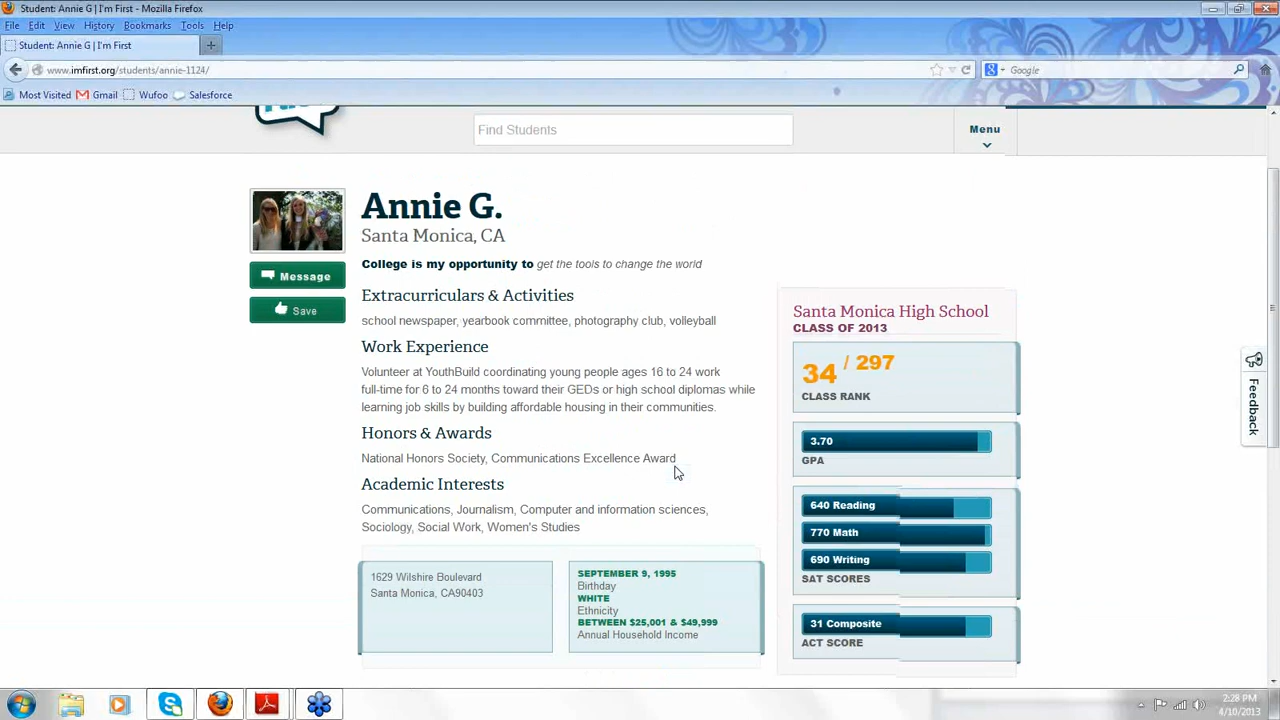 Student: Annie G | I'm First - Mozilla Firefox
File Edit View History Bookmarks Tools Help
Student: Annie G | I'm First
www.imfirst.org/students/annie-1124/
Google
Most Visited Gmail Wufoo Salesforce
Find Students
Menu
Annie G.
Santa Monica, CA
College is my opportunity to get the tools to change the world
Message
Save
Extracurriculars & Activities
school newspaper, yearbook committee, photography club, volleyball
Work Experience
Volunteer at YouthBuild coordinating young people ages 16 to 24 work
full-time for 6 to 24 months toward their GEDs or high school diplomas while
learning job skills by building affordable housing in their communities.
Honors & Awards
National Honors Society, Communications Excellence Award
Academic Interests
Communications, Journalism, Computer and information sciences,
Sociology, Social Work, Women's Studies
1629 Wilshire Boulevard
Santa Monica, CA90403
SEPTEMBER 9, 1995
Birthday
WHITE
Ethnicity
BETWEEN $25,001 & $49,999
Annual Household Income
Santa Monica High School
CLASS OF 2013
34 / 297
CLASS RANK
3.70
GPA
640 Reading
770 Math
690 Writing
SAT SCORES
31 Composite
ACT SCORE
Feedback
2:28 PM
4/10/2013